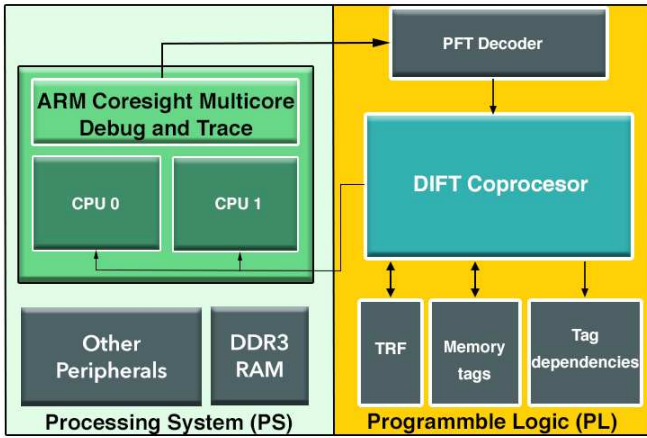 PFT Decoder
ARM Coresight Multicore
Debug and Trace
CPU 0
CPU 1
DIFT Coprocesor
Other
Peripherals
DDR3
RAM
TRF
Memory
tags
Tag
dependencies
Processing System (PS)
Programmble Logic (PL)